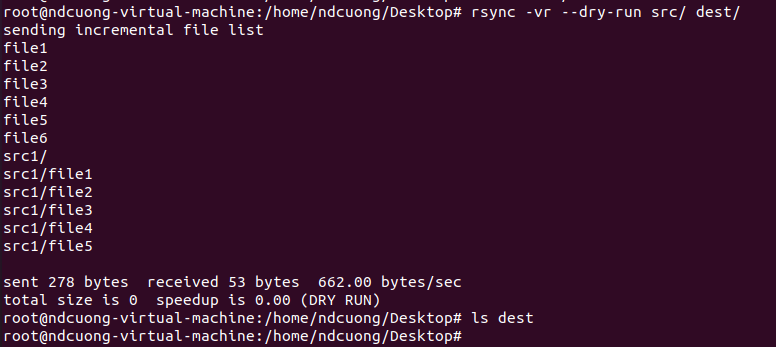 root@ndcuong-virtual-machine:/home/ndcuong/Desktop# rsync -vr --dry-run src/ dest/
sending incremental file list
file1
file2
file3
file4
file5
file6
src1/
src1/file1
src1/file2
src1/file3
src1/file4
src1/file5

sent 278 bytes  received 53 bytes  662.00 bytes/sec
total size is 0  speedup is 0.00 (DRY RUN)
root@ndcuong-virtual-machine:/home/ndcuong/Desktop# ls dest
root@ndcuong-virtual-machine:/home/ndcuong/Desktop#